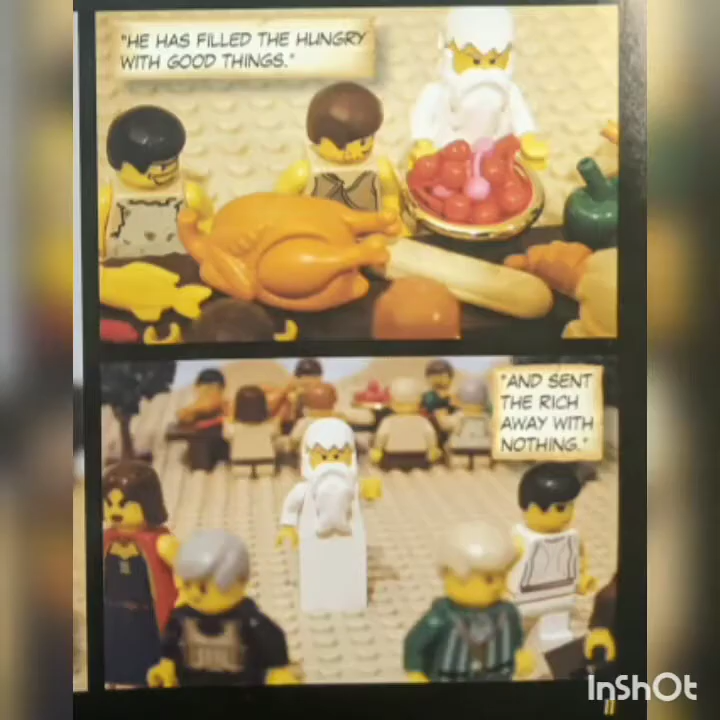 "HE HAS FILLED THE HUNGRY
WITH GOOD THINGS."
"AND SENT
THE RICH
AWAY WITH
NOTHING."
InShOt